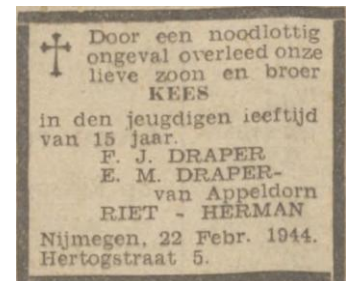 Door een noodlottig
ongeval overleed onze
lieve zoon en broer
KEES
in den jeugdigen leeftijd
van 15 jaar.
F. J. DRAPER
E. M. DRAPER-
van Appeldorn
RIET - HERMAN
Nijmegen, 22 Febr. 1944.
Hertogstraat 5.